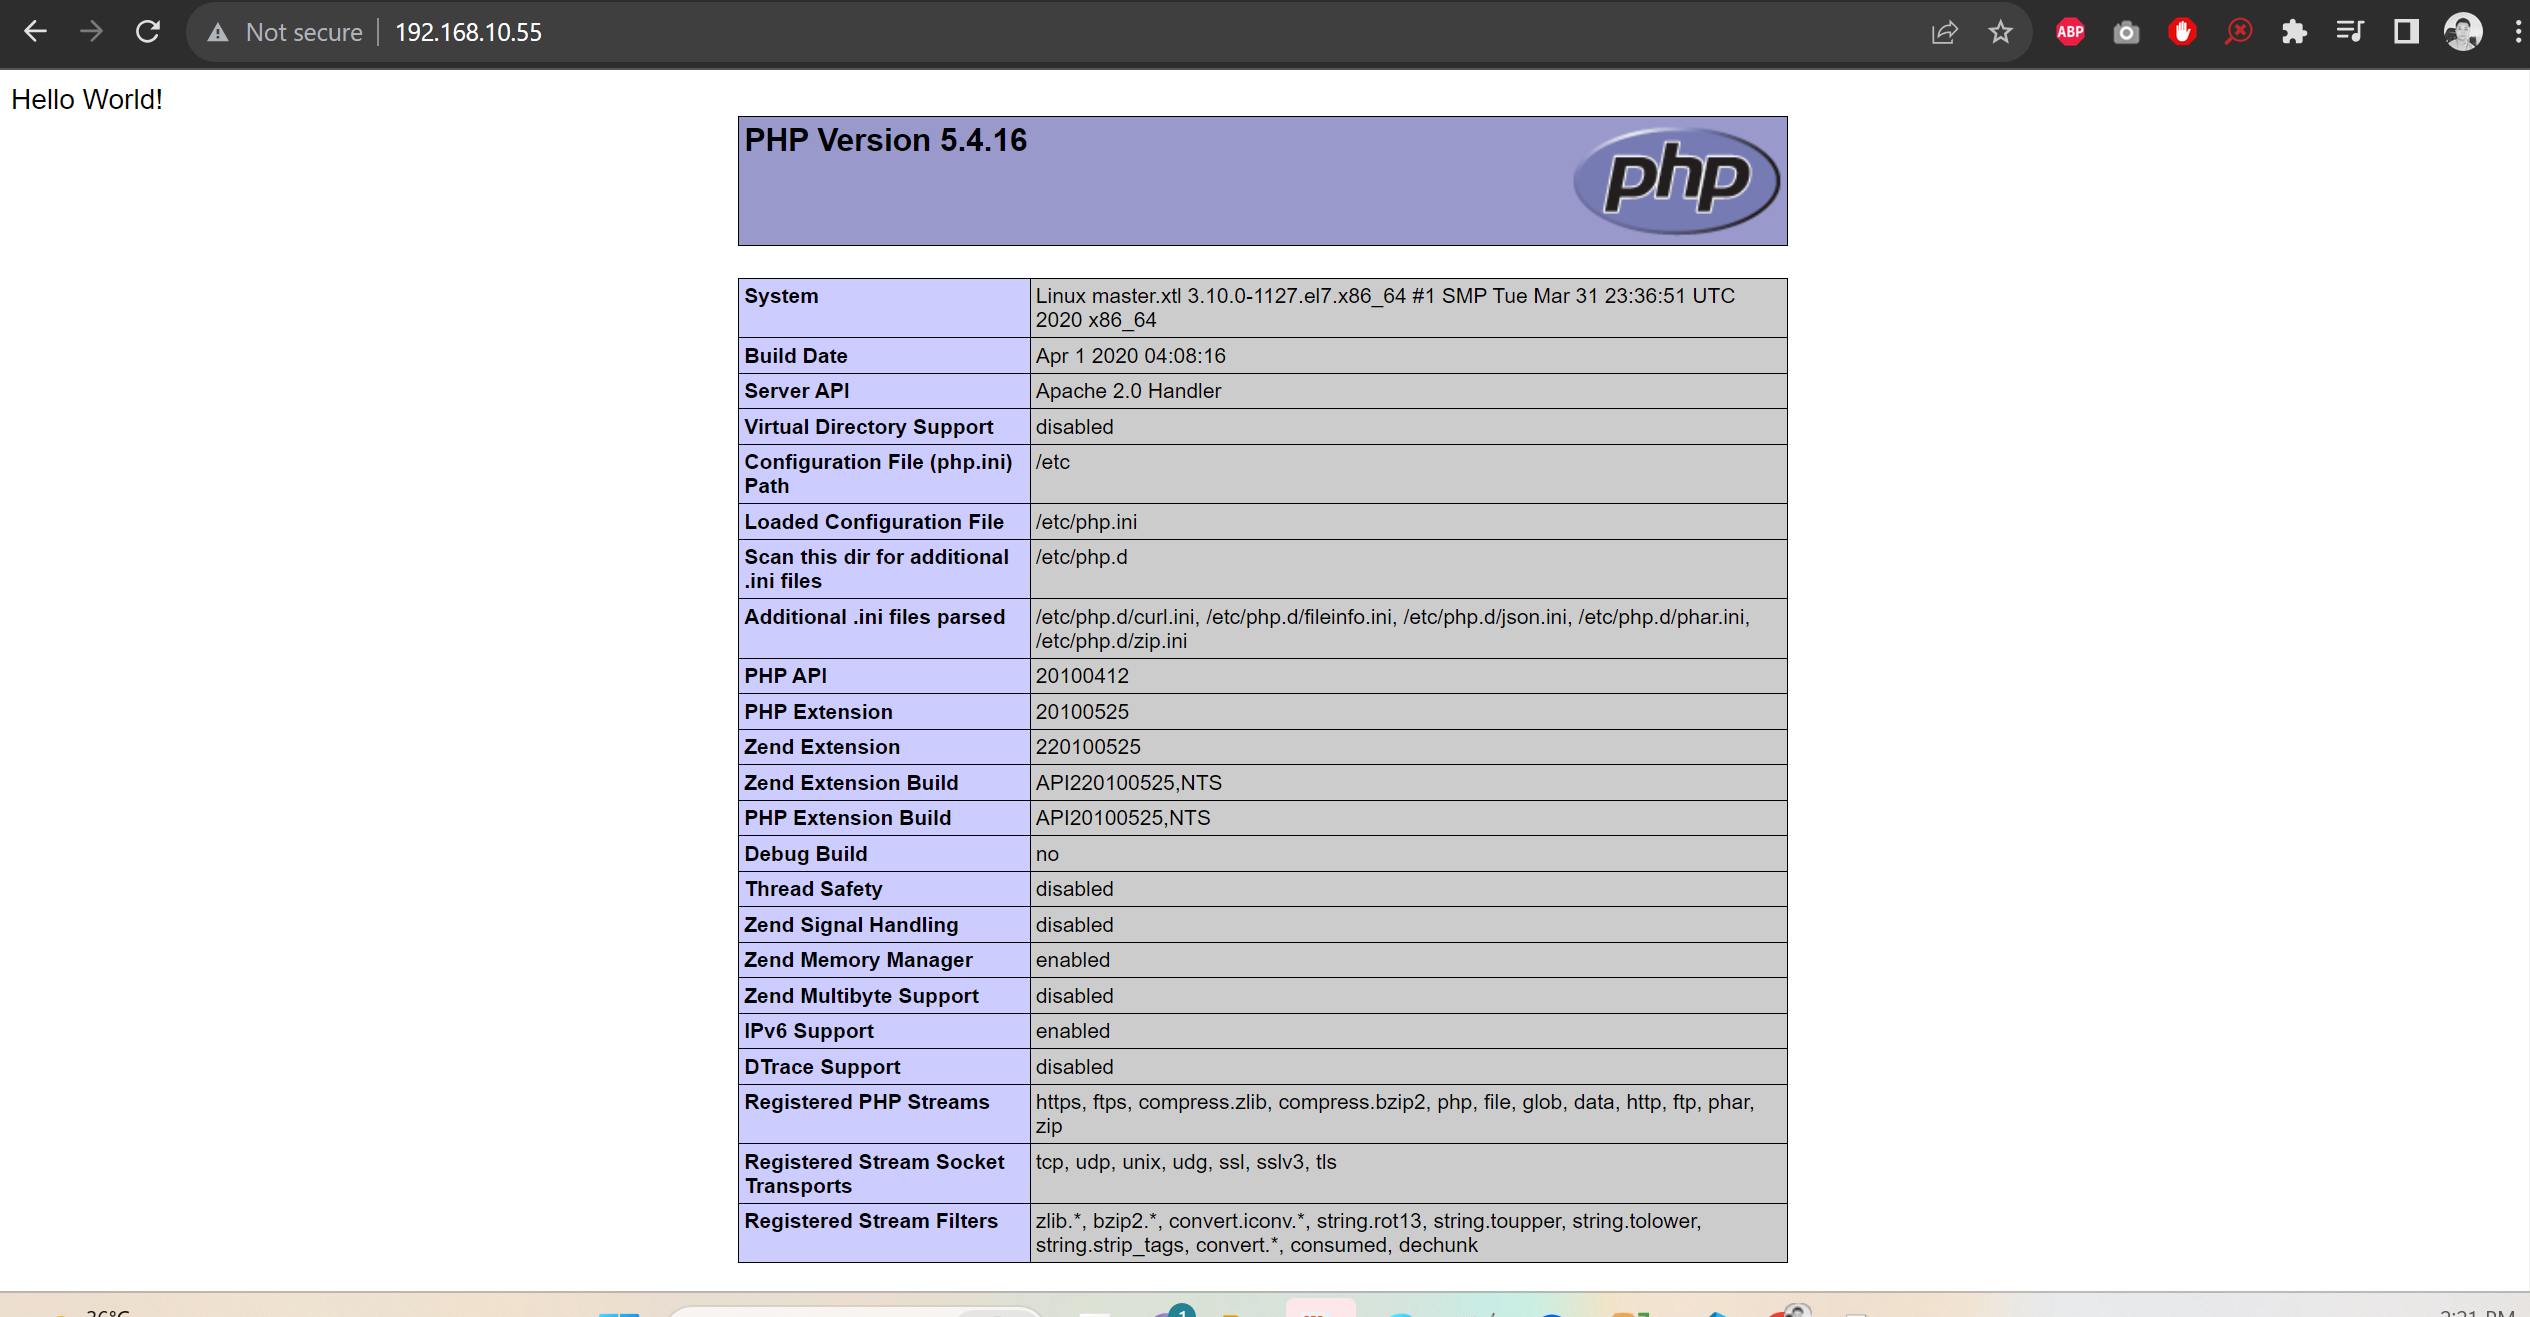 Not secure
192.168.10.55
ABP
Hello World!
PHP Version 5.4.16
php
System
Linux master.xtl 3.10.0-1127.el7.x86_64 #1 SMP Tue Mar 31 23:36:51 UTC
2020 x86_64
Build Date
Apr 1 2020 04:08:16
Server API
Apache 2.0 Handler
Virtual Directory Support
disabled
Configuration File (php.ini)
Path
/etc
Loaded Configuration File
/etc/php.ini
Scan this dir for additional
.ini files
/etc/php.d
Additional .ini files parsed
/etc/php.d/curl.ini, /etc/php.d/fileinfo.ini, /etc/php.d/json.ini, /etc/php.d/phar.ini,
/etc/php.d/zip.ini
PHP API
20100412
PHP Extension
20100525
Zend Extension
220100525
Zend Extension Build
API220100525,NTS
PHP Extension Build
API20100525,NTS
Debug Build
no
Thread Safety
disabled
Zend Signal Handling
disabled
Zend Memory Manager
enabled
Zend Multibyte Support
disabled
IPv6 Support
enabled
DTrace Support
disabled
Registered PHP Streams
https, ftps, compress.zlib, compress.bzip2, php, file, glob, data, http, ftp, phar,
zip
Registered Stream Socket
Transports
tcp, udp, unix, udg, ssl, sslv3, tls
Registered Stream Filters
zlib.*, bzip2.*, convert.iconv.*, string.rot13, string.toupper, string.tolower,
string.strip_tags, convert.*, consumed, dechunk